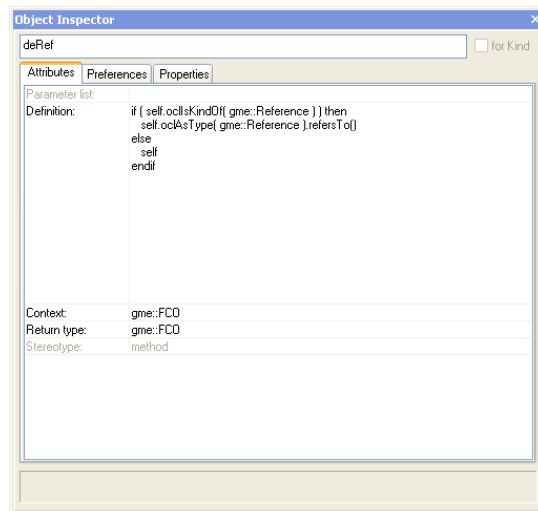 Object Inspector
deRef
for Kind
Attributes Preferences Properties
Parameter list:
Definition: if ( self.oclIsKindOf( gme::Reference ) ) then
self.oclAsType( gme::Reference ).refersTo()
else
self
endif
Context: gme::FCO
Return type: gme::FCO
Stereotype: method